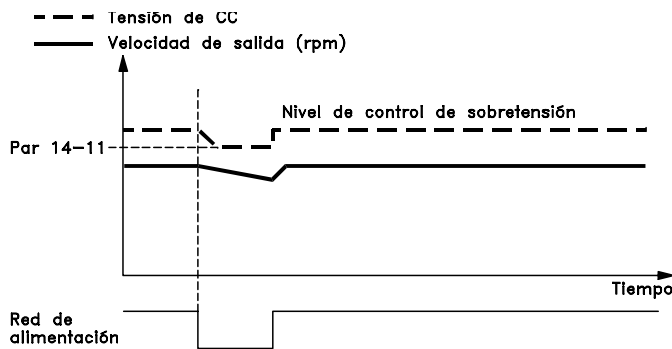 Tensión de CC
Velocidad de salida (rpm)
Nivel de control de sobretensión
Par 14-11
Tiempo
Red de
alimentación